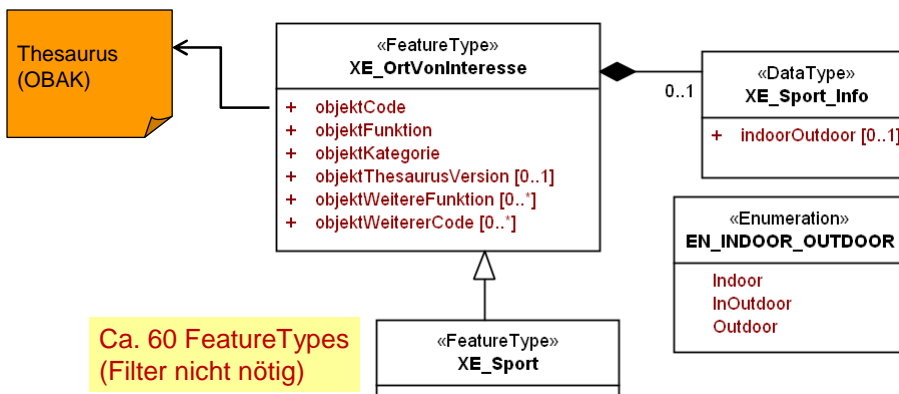 Thesaurus
(OBAK)
«FeatureType»
XE_OrtVonInteresse
+ objektCode
+ objektFunktion
+ objektKategorie
+ objektThesaurusVersion [0..1]
+ objektWeitereFunktion [0..*]
+ objektWeitererCode [0..*]
0..1
«DataType»
XE_Sport_Info
+ indoorOutdoor [0..1]
«Enumeration»
EN_INDOOR_OUTDOOR
Indoor
InOutdoor
Outdoor
Ca. 60 FeatureTypes
(Filter nicht nötig)
«FeatureType»
XE_Sport